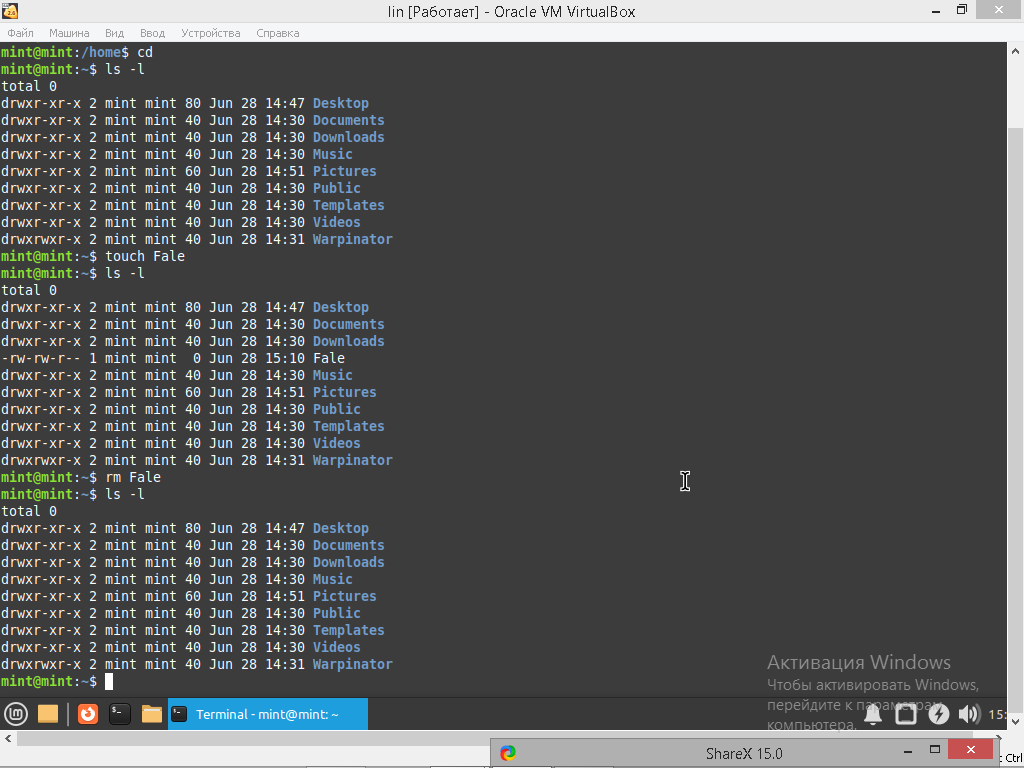 lin [Работает] - Oracle VM VirtualBox
Файл Машина Вид Ввод Устройства Справка
mint@mint:/home$ cd
mint@mint:~$ ls -l
total 0
drwxr-xr-x 2 mint mint 80 Jun 28 14:47 Desktop
drwxr-xr-x 2 mint mint 40 Jun 28 14:30 Documents
drwxr-xr-x 2 mint mint 40 Jun 28 14:30 Downloads
drwxr-xr-x 2 mint mint 40 Jun 28 14:30 Music
drwxr-xr-x 2 mint mint 60 Jun 28 14:51 Pictures
drwxr-xr-x 2 mint mint 40 Jun 28 14:30 Public
drwxr-xr-x 2 mint mint 40 Jun 28 14:30 Templates
drwxr-xr-x 2 mint mint 40 Jun 28 14:30 Videos
drwxrwxr-x 2 mint mint 40 Jun 28 14:31 Warpinator
mint@mint:~$ touch Fale
mint@mint:~$ ls -l
total 0
drwxr-xr-x 2 mint mint 80 Jun 28 14:47 Desktop
drwxr-xr-x 2 mint mint 40 Jun 28 14:30 Documents
drwxr-xr-x 2 mint mint 40 Jun 28 14:30 Downloads
-rw-rw-r-- 1 mint mint  0 Jun 28 15:10 Fale
drwxr-xr-x 2 mint mint 40 Jun 28 14:30 Music
drwxr-xr-x 2 mint mint 60 Jun 28 14:51 Pictures
drwxr-xr-x 2 mint mint 40 Jun 28 14:30 Public
drwxr-xr-x 2 mint mint 40 Jun 28 14:30 Templates
drwxr-xr-x 2 mint mint 40 Jun 28 14:30 Videos
drwxrwxr-x 2 mint mint 40 Jun 28 14:31 Warpinator
mint@mint:~$ rm Fale
mint@mint:~$ ls -l
total 0
drwxr-xr-x 2 mint mint 80 Jun 28 14:47 Desktop
drwxr-xr-x 2 mint mint 40 Jun 28 14:30 Documents
drwxr-xr-x 2 mint mint 40 Jun 28 14:30 Downloads
drwxr-xr-x 2 mint mint 40 Jun 28 14:30 Music
drwxr-xr-x 2 mint mint 60 Jun 28 14:51 Pictures
drwxr-xr-x 2 mint mint 40 Jun 28 14:30 Public
drwxr-xr-x 2 mint mint 40 Jun 28 14:30 Templates
drwxr-xr-x 2 mint mint 40 Jun 28 14:30 Videos
drwxrwxr-x 2 mint mint 40 Jun 28 14:31 Warpinator
mint@mint:~$
Активация Windows
Чтобы активировать Windows,
перейдите к параметрам
компьютера.
Terminal - mint@mint: ~
15:
ShareX 15.0
Ctrl